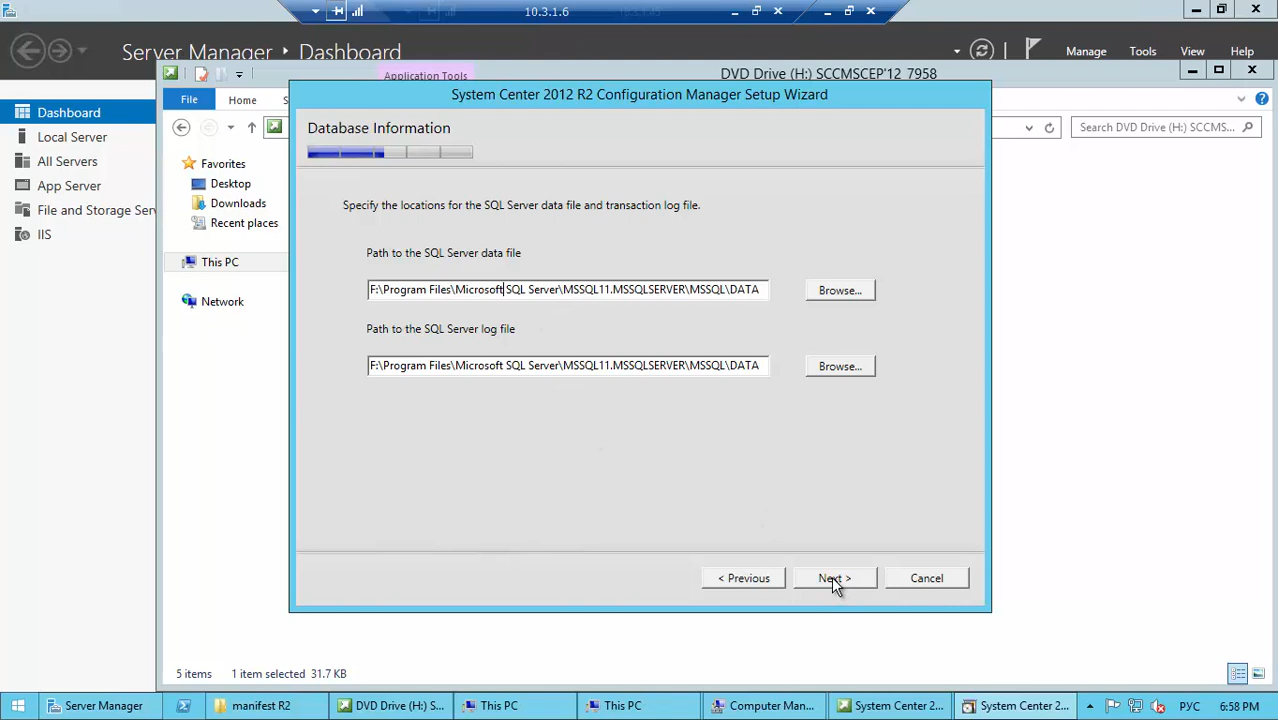 10.3.1.6
Server Manager
Dashboard
Manage
Tools
View
Help
Application Tools
DVD Drive (H:) SCCMSCEP'12_7958
File
Home
S
Search DVD Drive (H:) SCCMS...
Dashboard
Local Server
All Servers
App Server
File and Storage Serv
IIS
Favorites
Desktop
Downloads
Recent places
This PC
Network
System Center 2012 R2 Configuration Manager Setup Wizard
Database Information
Specify the locations for the SQL Server data file and transaction log file.
Path to the SQL Server data file
F:\Program Files\Microsoft SQL Server\MSSQL11.MSSQLSERVER\MSSQL\DATA
Browse...
Path to the SQL Server log file
F:\Program Files\Microsoft SQL Server\MSSQL11.MSSQLSERVER\MSSQL\DATA
Browse...
< Previous
Next >
Cancel
5 items
1 item selected 31.7 KB
Server Manager
manifest R2
DVD Drive (H:) S...
This PC
This PC
Computer Man...
System Center 2...
System Center 2...
РУС
6:58 PM